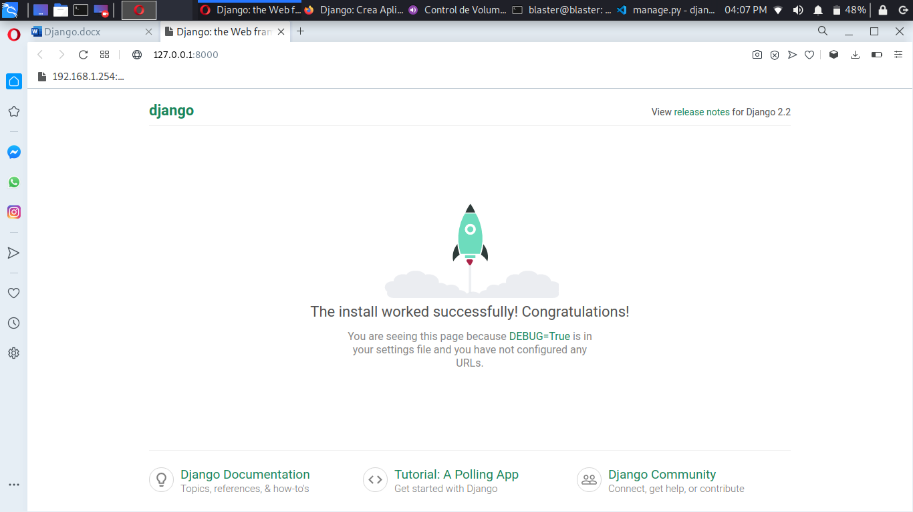 Django: the Web f...
Django: Crea Apli...
Control de Volum...
blaster@blaster: ...
manage.py - djan...
04:07 PM
48%
Django.docx
Django: the Web fran
127.0.0.1:8000
192.168.1.254:...
django
View release notes for Django 2.2
The install worked successfully! Congratulations!
You are seeing this page because DEBUG=True is in
your settings file and you have not configured any
URLs.
Django Documentation
Topics, references, & how-to's
Tutorial: A Polling App
Get started with Django
Django Community
Connect, get help, or contribute